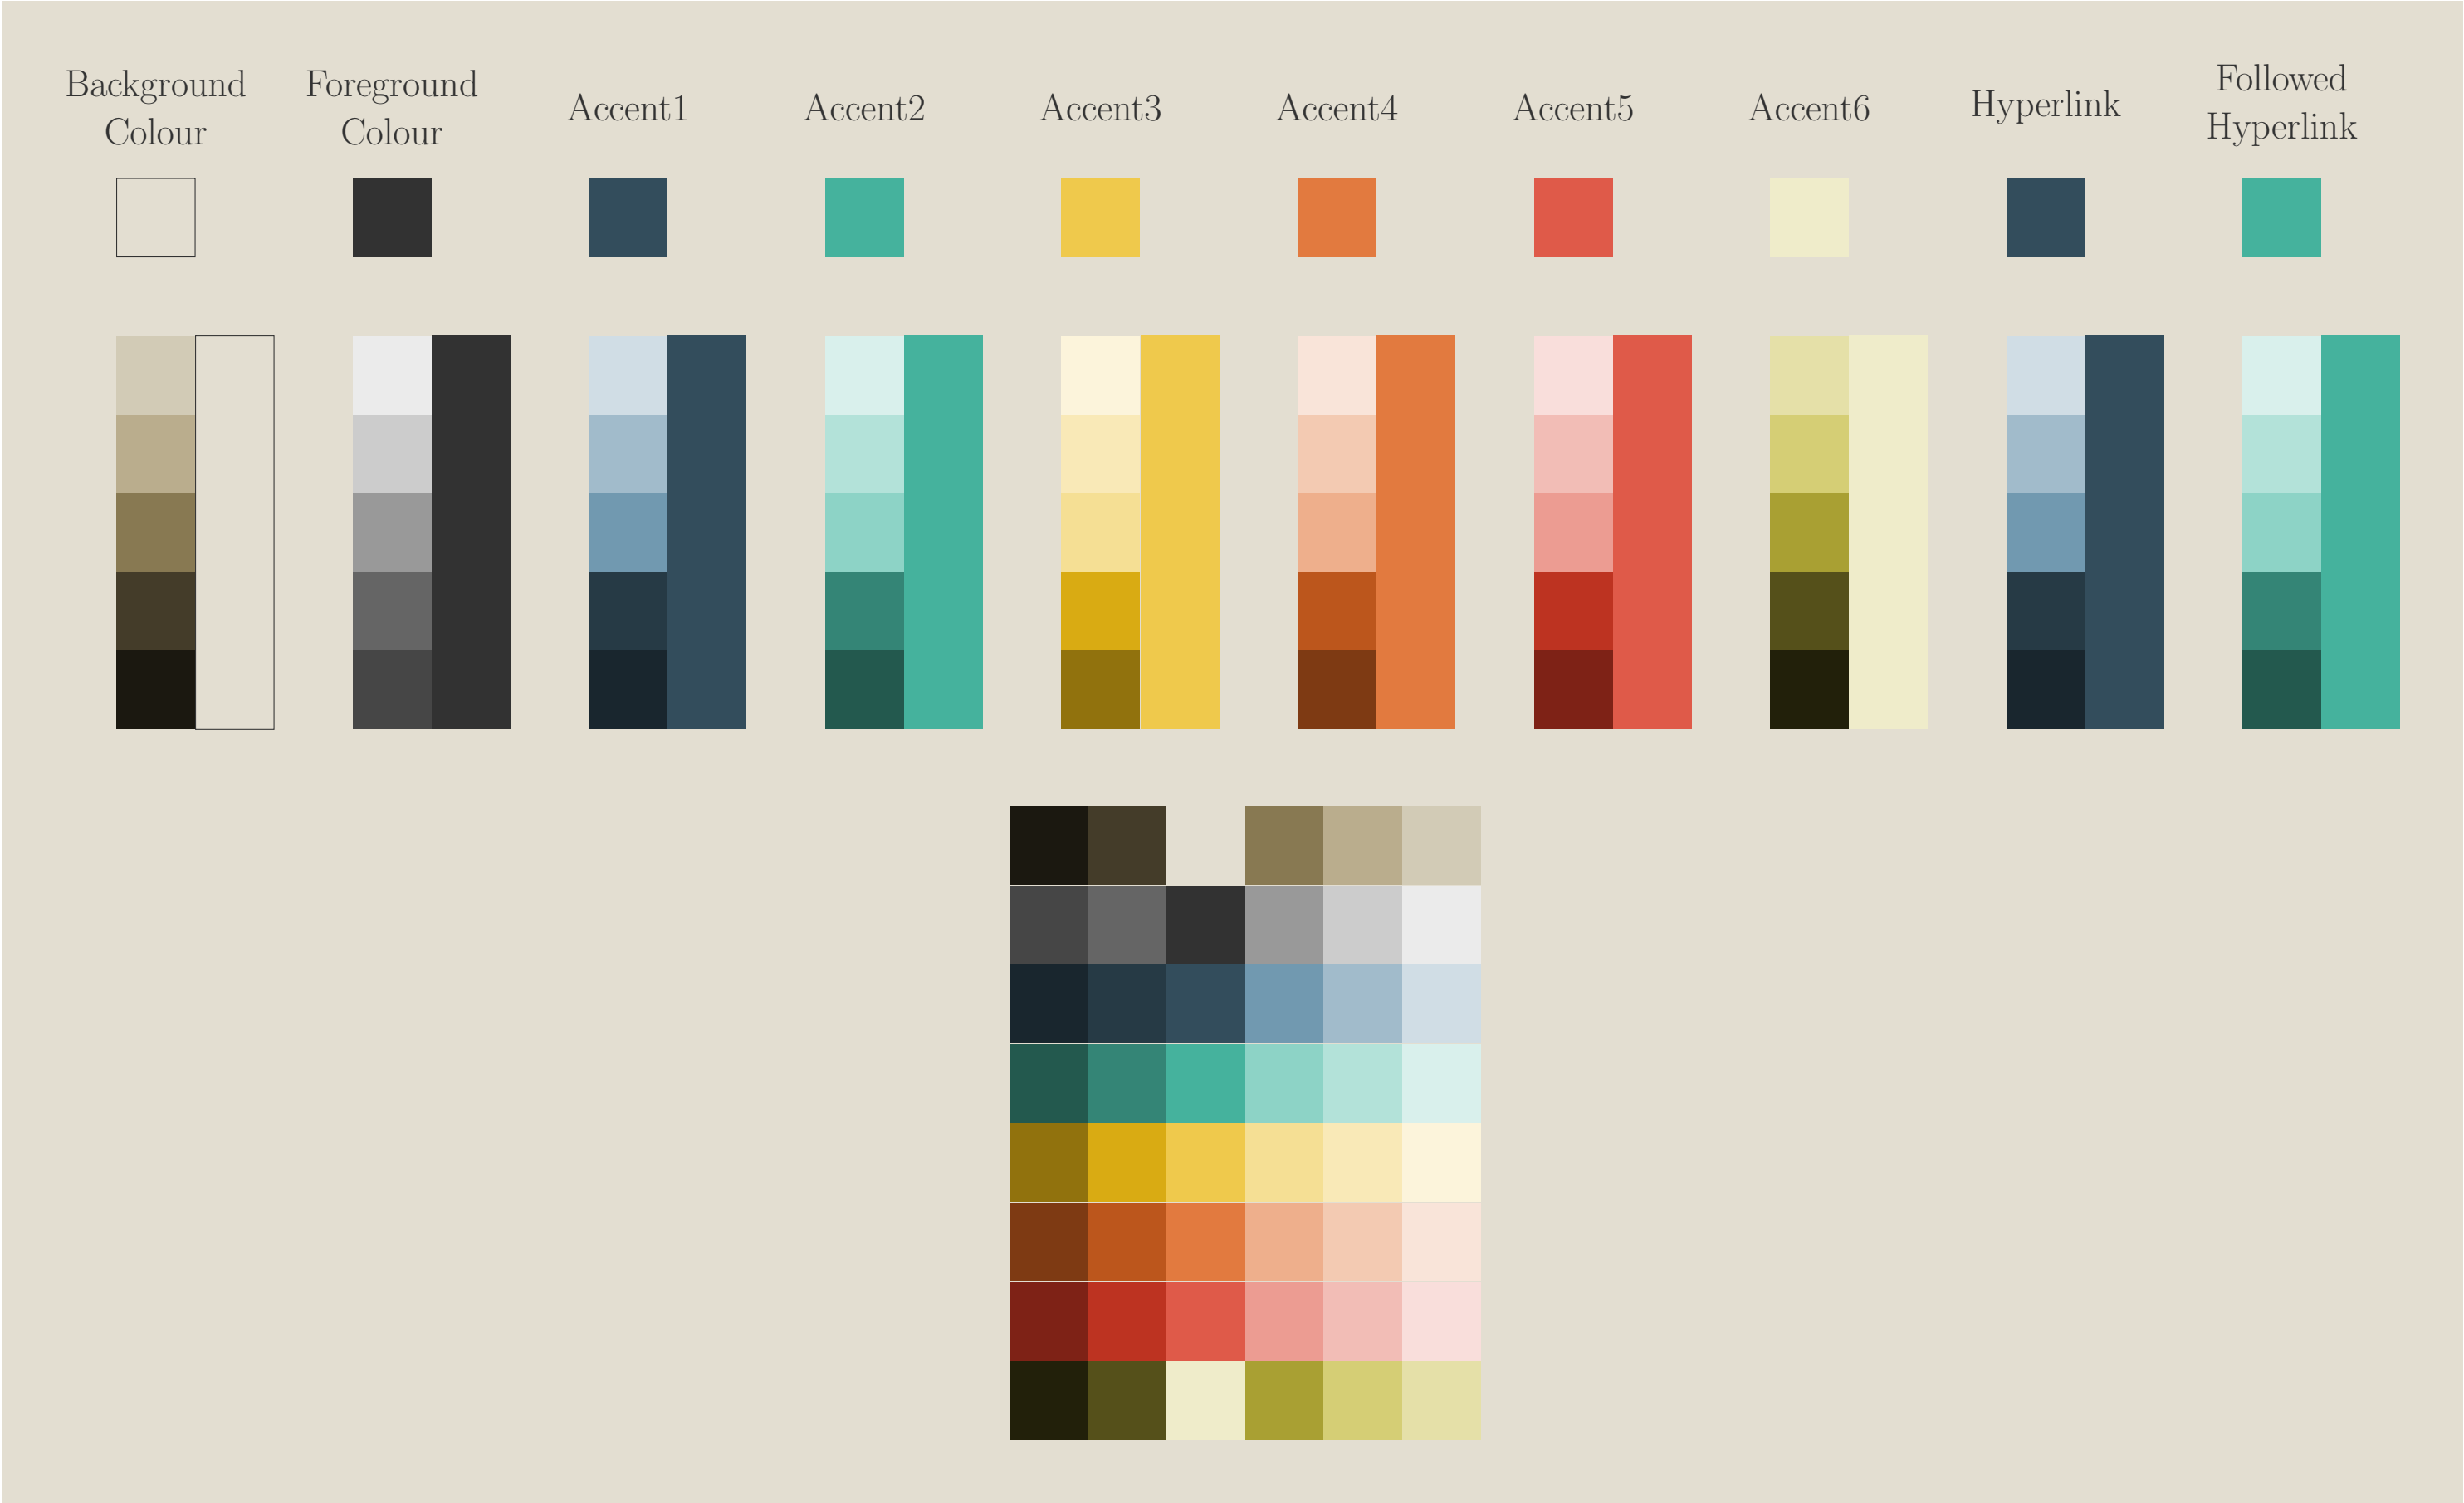 Background
Colour
Foreground
Colour
Accent1
Accent2
Accent3
Accent4
Accent5
Accent6
Hyperlink
Followed
Hyperlink